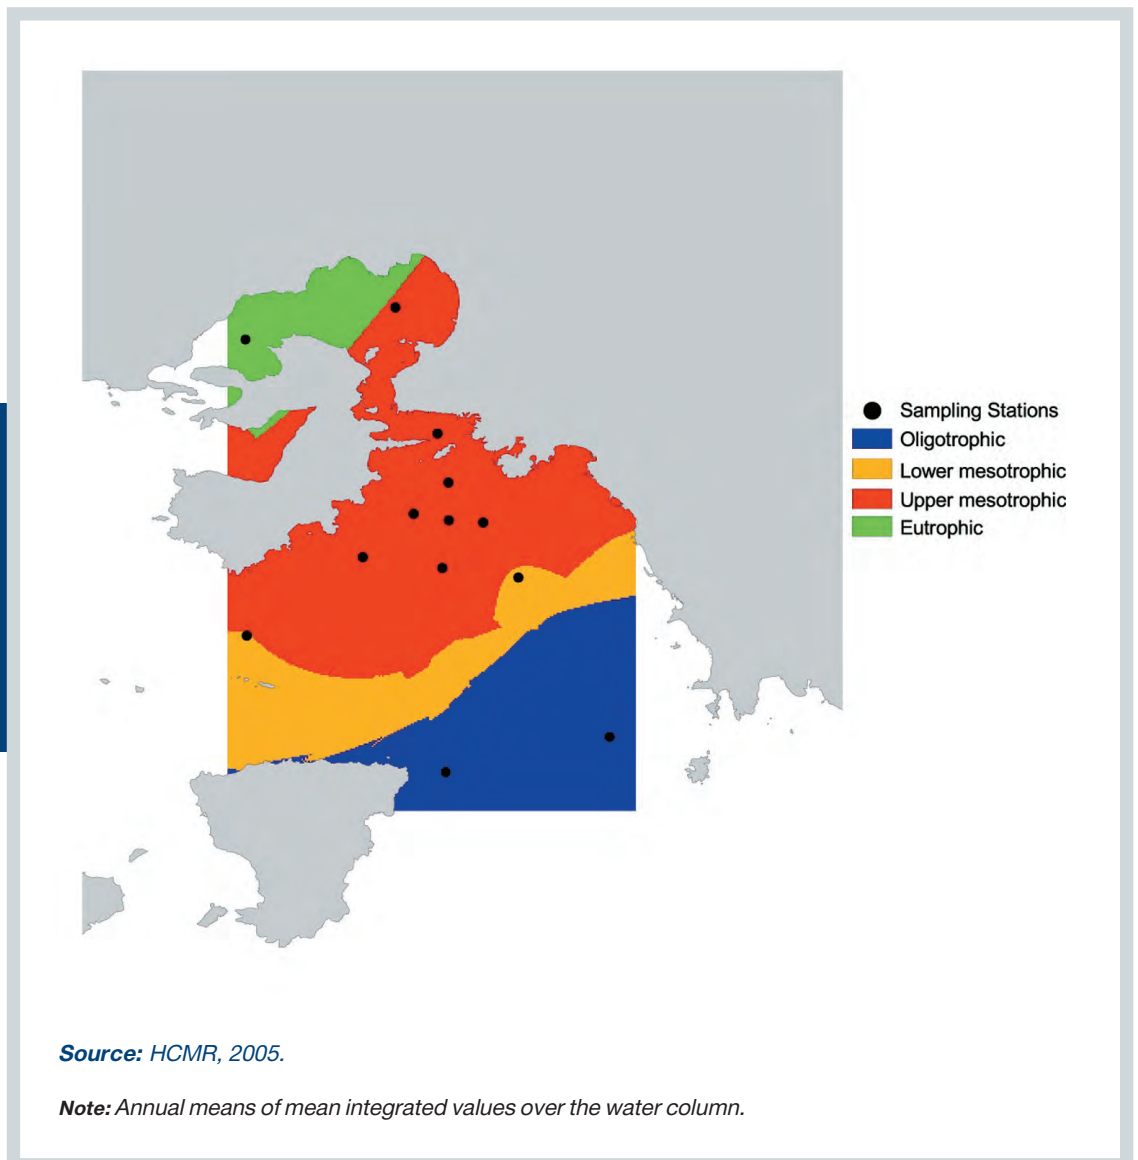 Sampling Stations
Oligotrophic
Lower mesotrophic
Upper mesotrophic
Eutrophic
Source: HCMR, 2005.
Note: Annual means of mean integrated values over the water column.